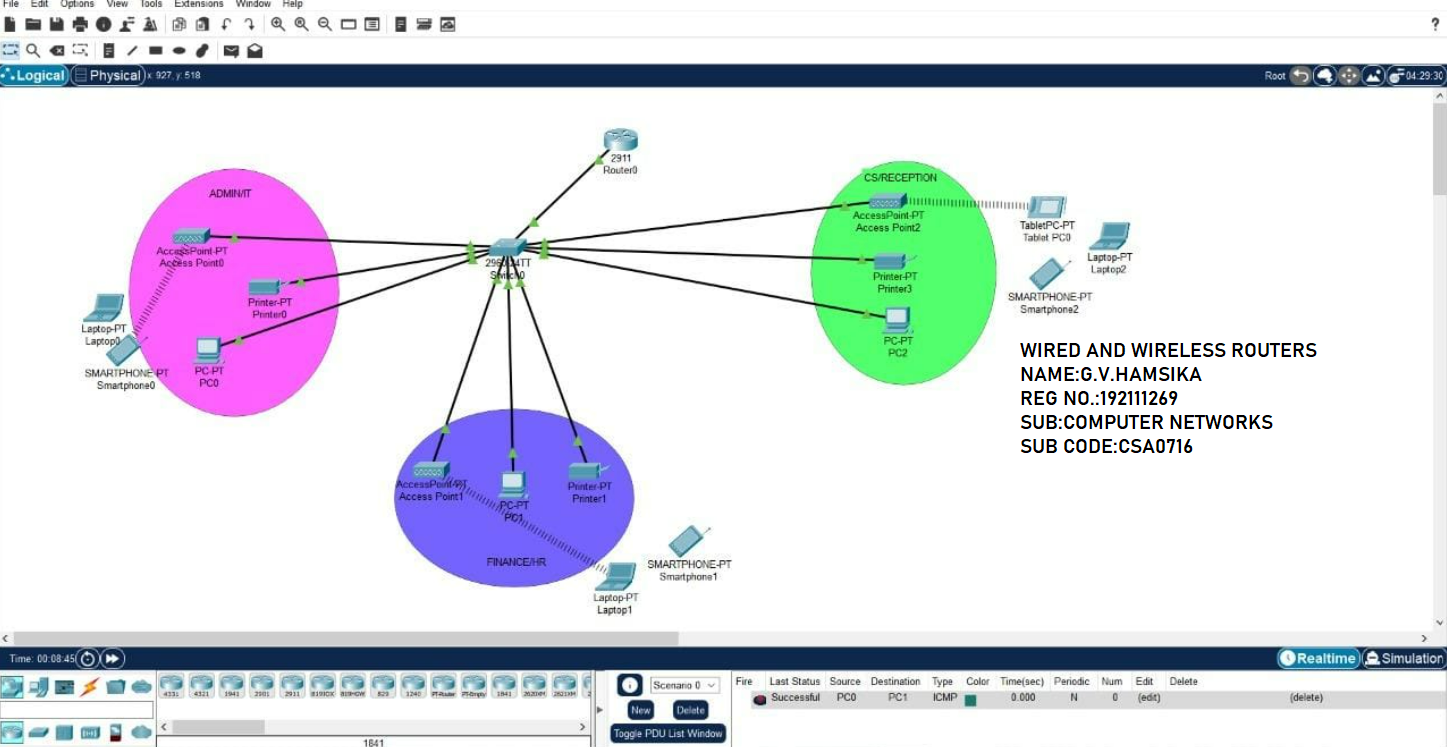 File Edit Options View Tools Extensions Window Help
?
Logical Physical x: 927, y: 518 Root 04:29:30
2911
Router0
ADMIN/IT
AccessPoint-PT
Access Point0
Printer-PT
Printer0
Laptop-PT
Laptop0
SMARTPHONE-PT
Smartphone0
PC-PT
PC0
2960-24TT
Switch0
CS/RECEPTION
AccessPoint-PT
Access Point2
TabletPC-PT
Tablet PC0
Laptop-PT
Laptop2
Printer-PT
Printer3
SMARTPHONE-PT
Smartphone2
PC-PT
PC2
WIRED AND WIRELESS ROUTERS
NAME:G.V.HAMSIKA
REG NO.:192111269
SUB:COMPUTER NETWORKS
SUB CODE:CSA0716
AccessPoint-PT
Access Point1
PC-PT
PC1
Printer-PT
Printer1
FINANCE/HR
SMARTPHONE-PT
Smartphone1
Laptop-PT
Laptop1
Time: 00:08:45 Realtime Simulation
4331 4321 1941 2901 2911 819IOX 819HGW 829 1240 PT-Router PT-Empty 1841 2620XM 2621XM 2
1841
Scenario 0
New Delete
Toggle PDU List Window
Fire Last Status Source Destination Type Color Time(sec) Periodic Num Edit Delete
Successful PC0 PC1 ICMP 0.000 N 0 (edit) (delete)